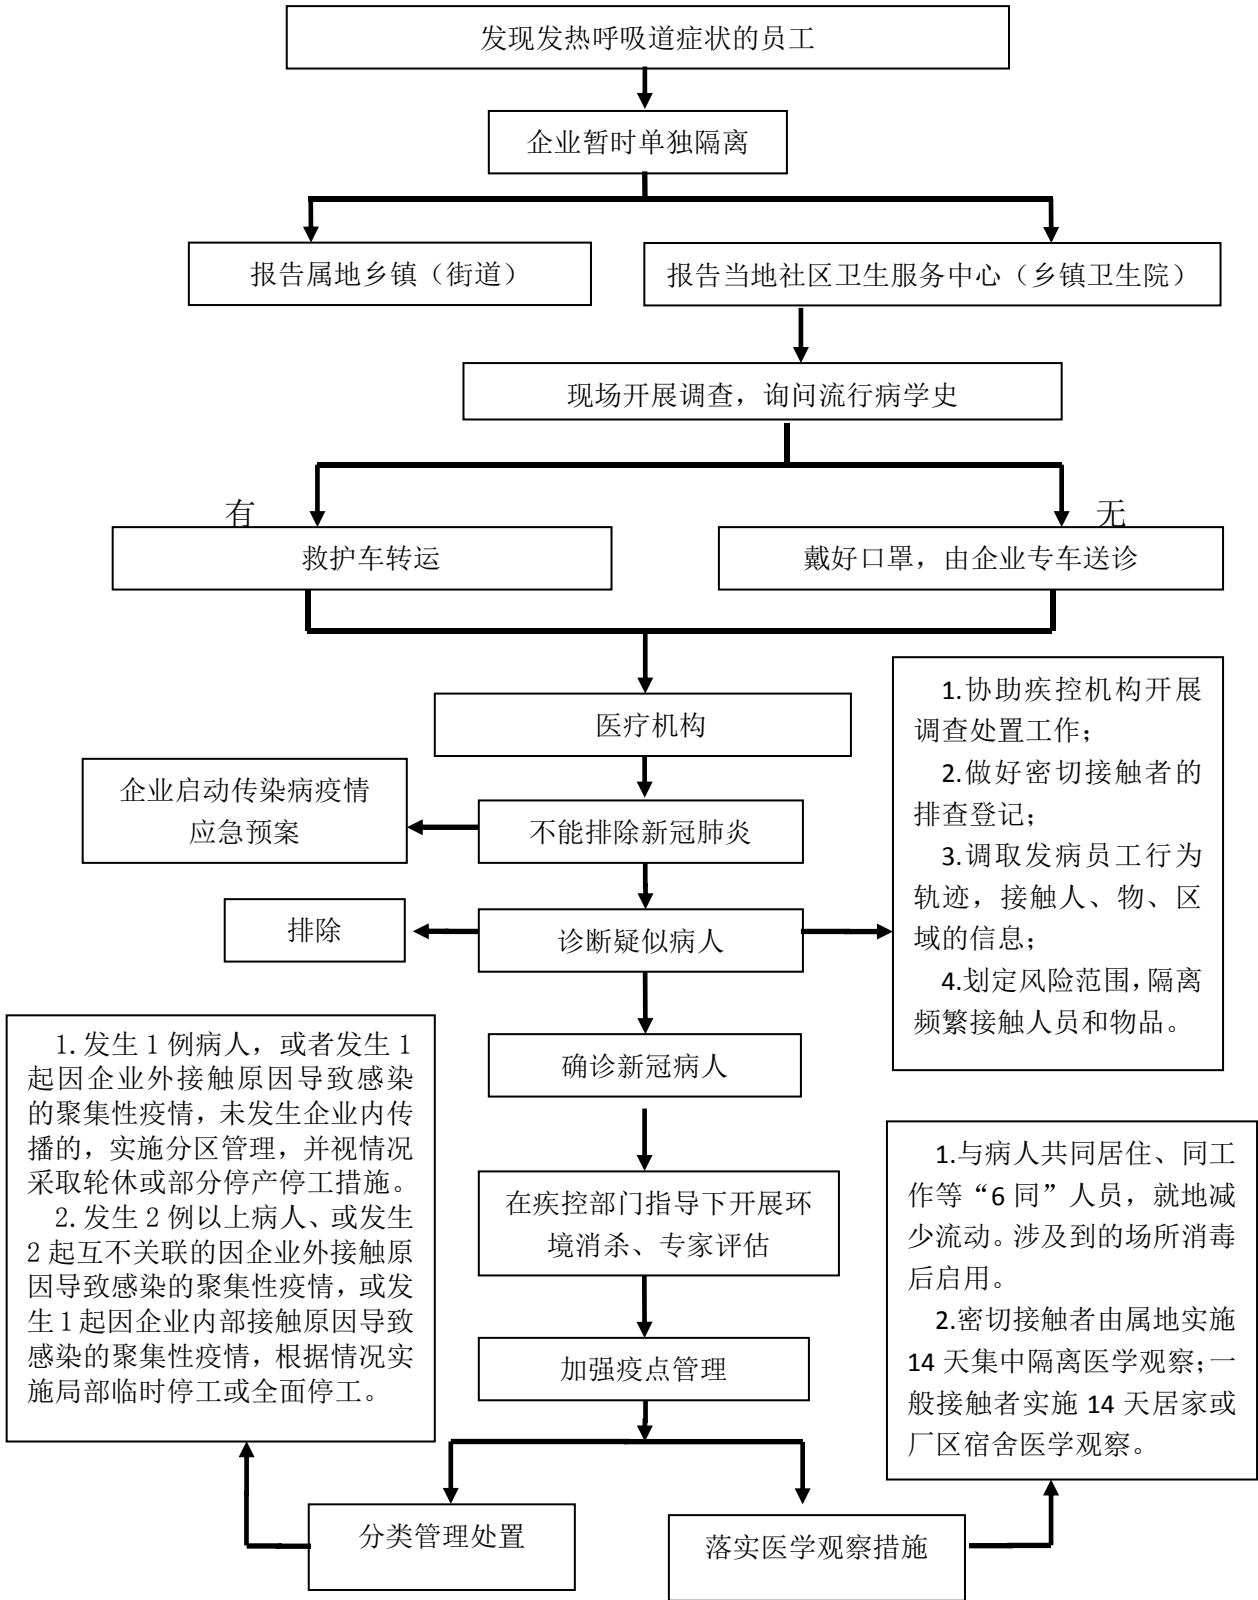 发现发热呼吸道症状的员工
企业暂时单独隔离
报告属地乡镇（街道）
报告当地社区卫生服务中心（乡镇卫生院）
现场开展调查，询问流行病学史
有
无
救护车转运
戴好口罩，由企业专车送诊
医疗机构
企业启动传染病疫情
应急预案
不能排除新冠肺炎
排除
诊断疑似病人
1.协助疾控机构开展
调查处置工作；
2.做好密切接触者的
排查登记；
3.调取发病员工行为
轨迹，接触人、物、区
域的信息；
4.划定风险范围，隔离
频繁接触人员和物品。
确诊新冠病人
1. 发生 1 例病人，或者发生 1
起因企业外接触原因导致感染
的聚集性疫情，未发生企业内传
播的，实施分区管理，并视情况
采取轮休或部分停产停工措施。
2. 发生 2 例以上病人、或发生
2 起互不关联的因企业外接触原
因导致感染的聚集性疫情，或发
生 1 起因企业内部接触原因导致
感染的聚集性疫情，根据情况实
施局部临时停工或全面停工。
在疾控部门指导下开展环
境消杀、专家评估
1.与病人共同居住、同工
作等“6 同”人员，就地减
少流动。涉及到的场所消毒
后启用。
2.密切接触者由属地实施
14 天集中隔离医学观察；一
般接触者实施 14 天居家或
厂区宿舍医学观察。
加强疫点管理
分类管理处置
落实医学观察措施